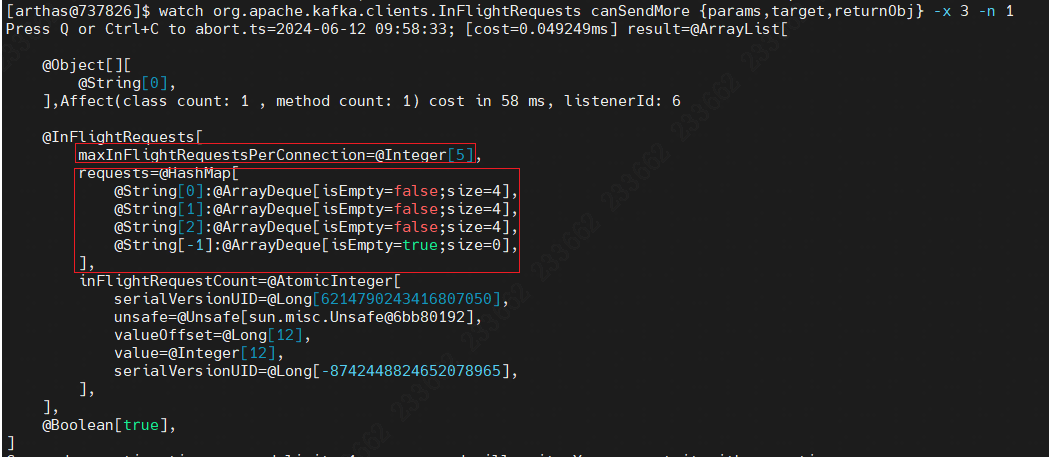 [arthas@737826]$ watch org.apache.kafka.clients.InFlightRequests canSendMore {params,target,returnObj} -x 3 -n 1
Press Q or Ctrl+C to abort.ts=2024-06-12 09:58:33; [cost=0.049249ms] result=@ArrayList[
    @Object[][
        @String[0],
    ],Affect(class count: 1 , method count: 1) cost in 58 ms, listenerId: 6
    @InFlightRequests[
        maxInFlightRequestsPerConnection=@Integer[5],
        requests=@HashMap[
            @String[0]:@ArrayDeque[isEmpty=false;size=4],
            @String[1]:@ArrayDeque[isEmpty=false;size=4],
            @String[2]:@ArrayDeque[isEmpty=false;size=4],
            @String[-1]:@ArrayDeque[isEmpty=true;size=0],
        ],
        inFlightRequestCount=@AtomicInteger[
            serialVersionUID=@Long[6214790243416807050],
            unsafe=@Unsafe[sun.misc.Unsafe@6bb80192],
            valueOffset=@Long[12],
            value=@Integer[12],
            serialVersionUID=@Long[-8742448824652078965],
        ],
    ],
    @Boolean[true],
]